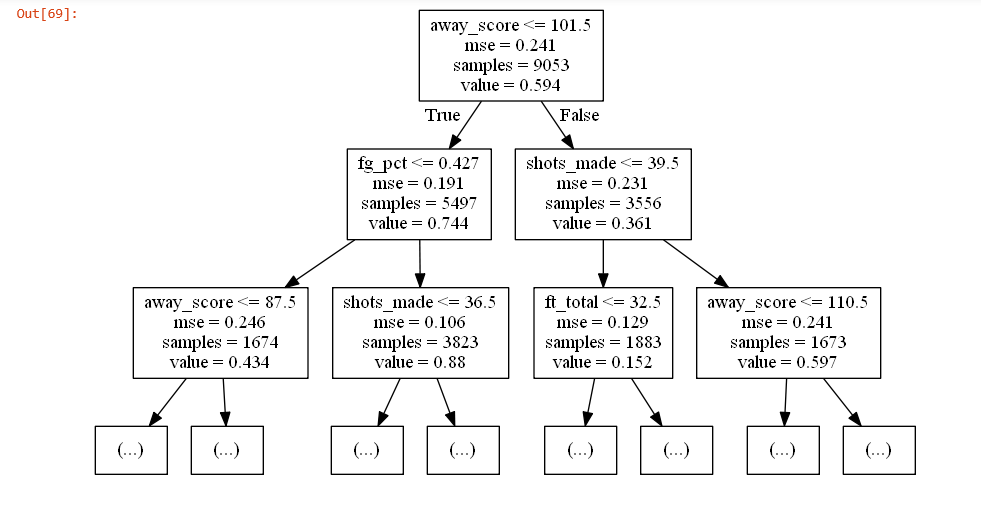 Out[69]:
away_score <= 101.5
mse = 0.241
samples = 9053
value = 0.594
True
False
fg_pct <= 0.427
mse = 0.191
samples = 5497
value = 0.744
shots_made <= 39.5
mse = 0.231
samples = 3556
value = 0.361
away_score <= 87.5
mse = 0.246
samples = 1674
value = 0.434
shots_made <= 36.5
mse = 0.106
samples = 3823
value = 0.88
ft_total <= 32.5
mse = 0.129
samples = 1883
value = 0.152
away_score <= 110.5
mse = 0.241
samples = 1673
value = 0.597
(...)
(...)
(...)
(...)
(...)
(...)
(...)
(...)